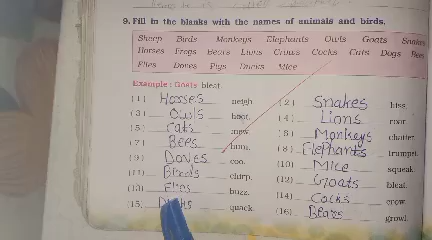 9. Fill in the blanks with the names of animals and birds.
Sheep Birds Monkeys Elephants Owls Goats Snakes
Horses Frogs Bears Lions Crows Cocks Cats Dogs Bees
Flies Doves Pigs Ducks Mice
Example : Goats bleat.
(1) Horses neigh (2) Snakes hiss.
(3) Owls hoot. (4) Lions roar.
(5) Cats mew. (6) Monkeys chatter.
(7) Bees hum. (8) Elephants trumpet.
(9) Doves coo. (10) Mice squeak.
(11) Birds chirp. (12) Goats bleat.
(13) Flies buzz. (14) Cocks crow.
(15) quack. (16) Bears growl.